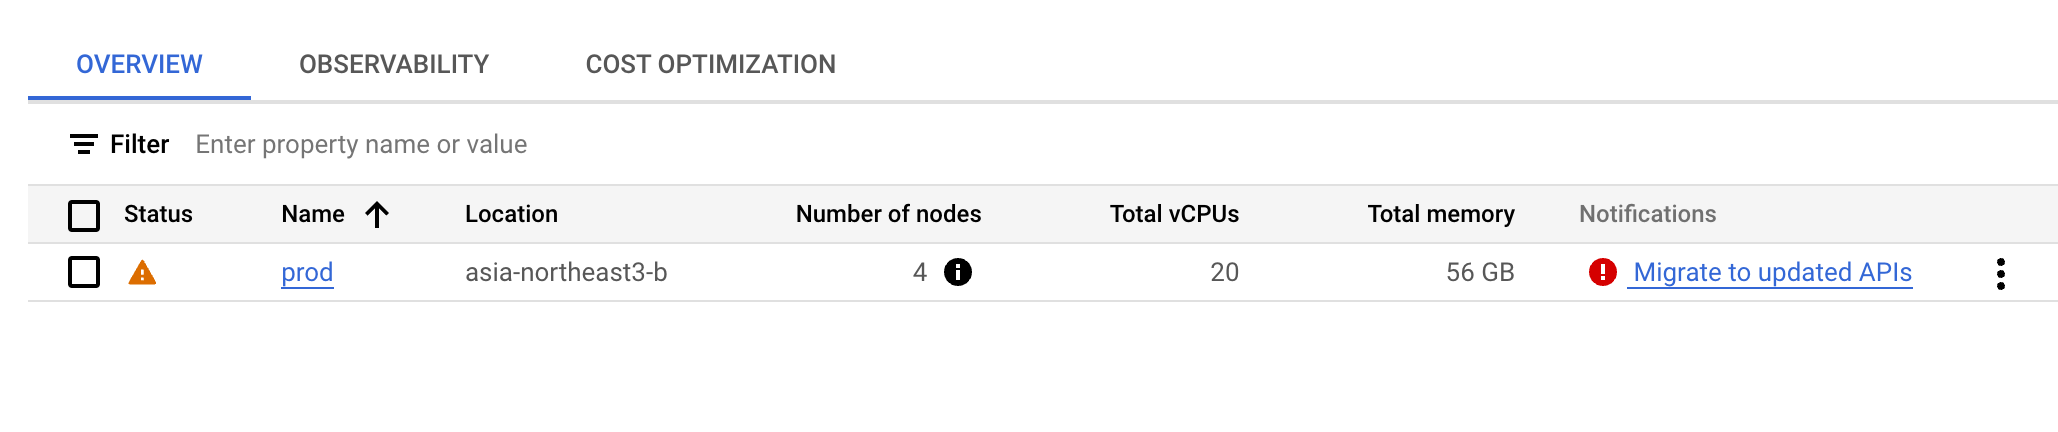 OVERVIEW OBSERVABILITY COST OPTIMIZATION
Filter Enter property name or value
Status Name Location Number of nodes Total vCPUs Total memory Notifications
prod asia-northeast3-b 4 20 56 GB Migrate to updated APIs